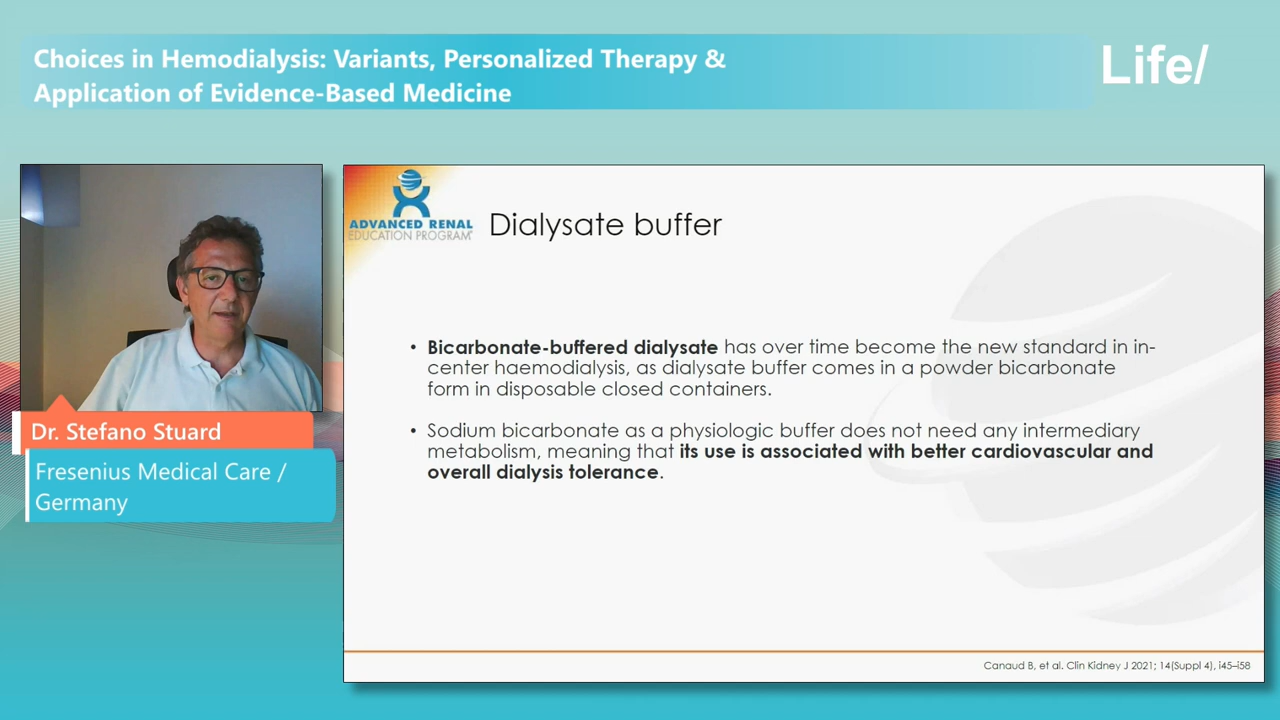 Choices in Hemodialysis: Variants, Personalized Therapy &
Application of Evidence-Based Medicine
Life/
ADVANCED RENAL
EDUCATION PROGRAM
Dialysate buffer
• Bicarbonate-buffered dialysate has over time become the new standard in in-
center haemodialysis, as dialysate buffer comes in a powder bicarbonate
form in disposable closed containers.
• Sodium bicarbonate as a physiologic buffer does not need any intermediary
metabolism, meaning that its use is associated with better cardiovascular and
overall dialysis tolerance.
Dr. Stefano Stuard
Fresenius Medical Care /
Germany
Canaud B, et al. Clin Kidney J 2021; 14(Suppl 4), i45–i58